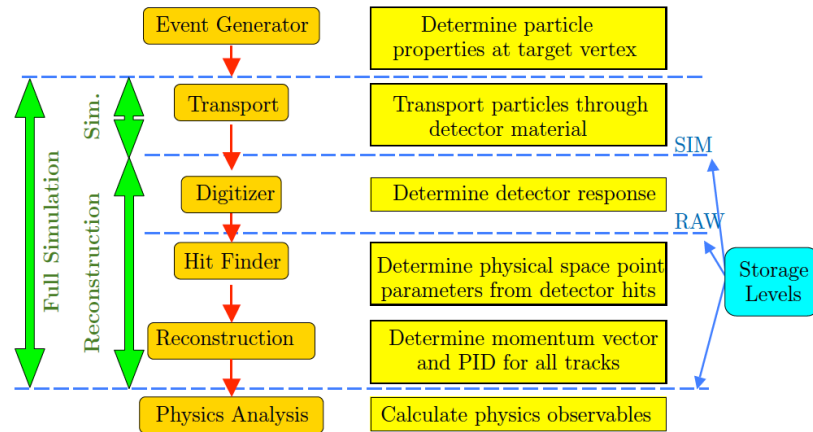 Event Generator
Determine particle
properties at target vertex
Sim.
Transport
Transport particles through
detector material
SIM
Full Simulation
Reconstruction
Digitizer
Determine detector response
RAW
Hit Finder
Determine physical space point
parameters from detector hits
Storage
Levels
Reconstruction
Determine momentum vector
and PID for all tracks
Physics Analysis
Calculate physics observables